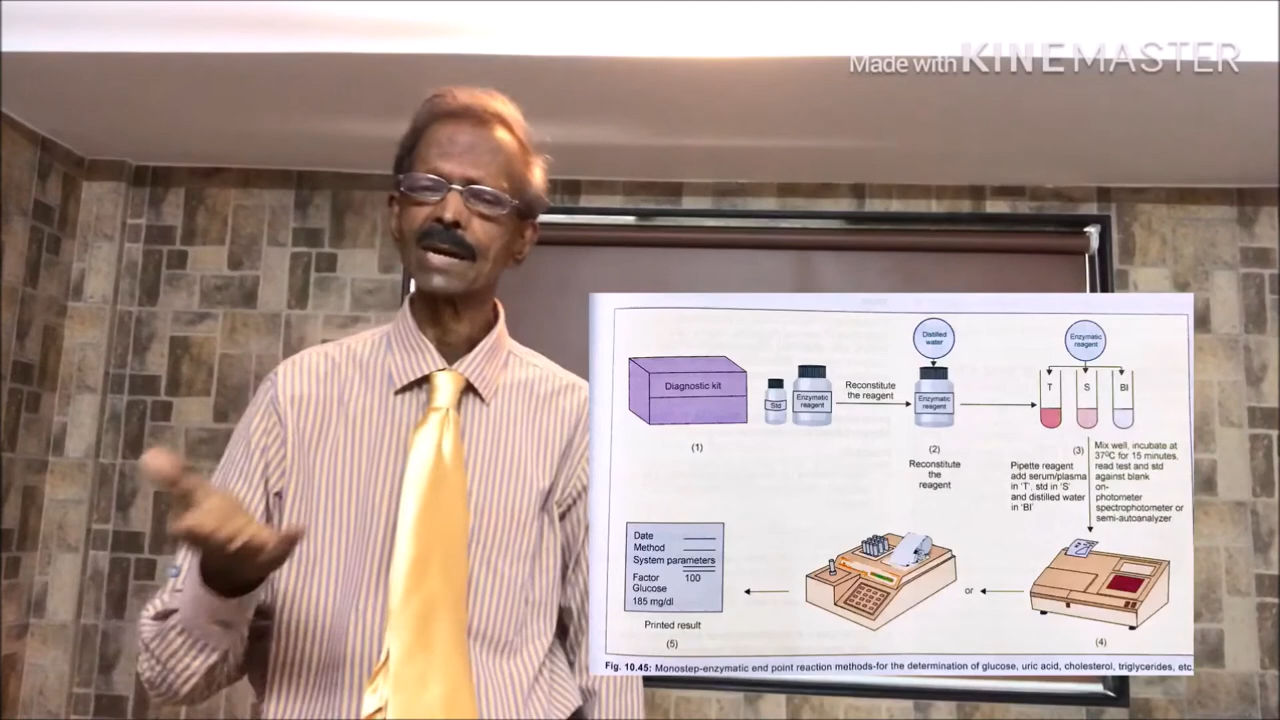 Made with KINEMASTER
Distilled
water
Enzymatic
reagent
Diagnostic kit
Std
Enzymatic
reagent
Reconstitute
the reagent
Enzymatic
reagent
T
S
Bl
(1)
(2)
Reconstitute
the
reagent
(3)
Pipette reagent
add serum/plasma
in 'T', std in 'S'
and distilled water
in 'Bl'
Mix well, incubate at
37ºC for 15 minutes,
read test and std
against blank
on-
photometer
spectrophotometer or
semi-autoanalyzer
Date
Method
System parameters
Factor 100
Glucose
185 mg/dl
Printed result
(5)
or
(4)
Fig. 10.45: Monostep-enzymatic end point reaction methods-for the determination of glucose, uric acid, cholesterol, triglycerides, etc.